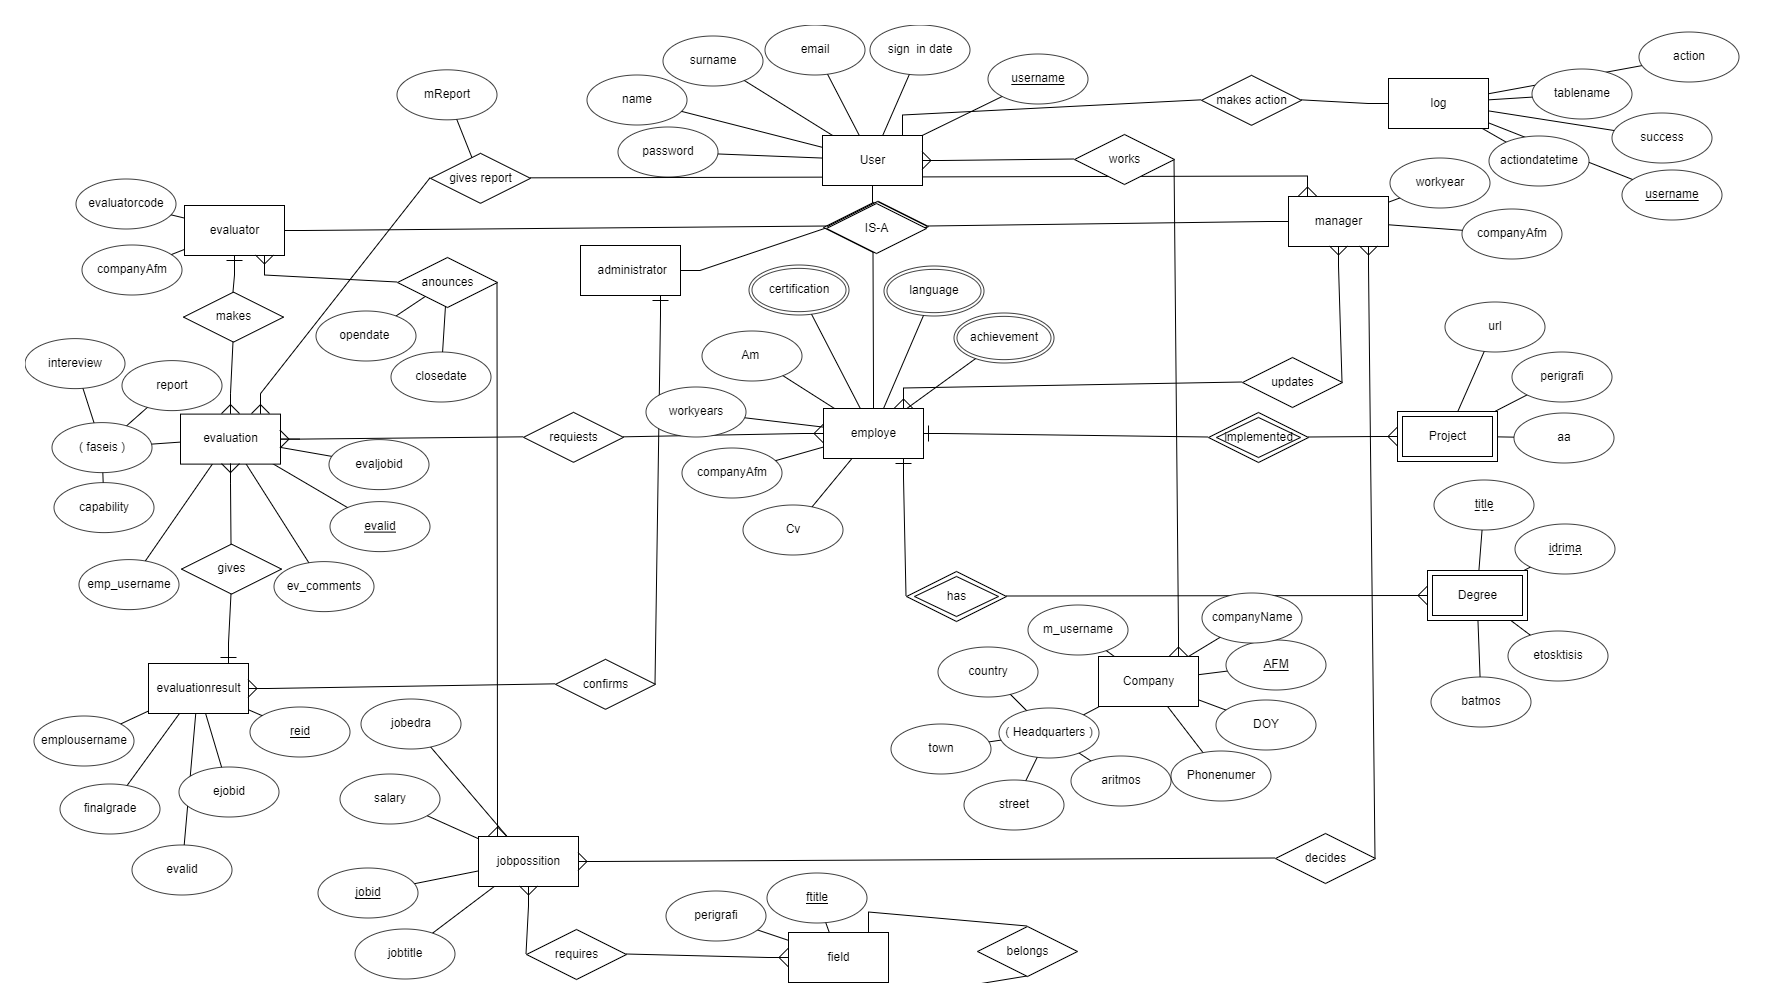 email
sign in date
surname
username
action
mReport
name
makes action
log
tablename
password
User
works
success
actiondatetime
gives report
workyear
username
evaluatorcode
evaluator
IS-A
manager
companyAfm
companyAfm
administrator
anounces
certification
language
makes
opendate
achievement
url
intereview
report
Am
closedate
updates
perigrafi
workyears
( faseis )
evaluation
requiests
employe
Implemented
Project
aa
evaljobid
companyAfm
capability
evalid
Cv
title
idrima
gives
emp_username
ev_comments
has
Degree
m_username
companyName
etosktisis
country
AFM
evaluationresult
confirms
Company
batmos
jobedra
reid
DOY
emplousername
( Headquarters )
town
aritmos
Phonenumer
ejobid
salary
street
finalgrade
evalid
jobpossition
decides
jobid
ftitle
perigrafi
jobtitle
requires
field
belongs